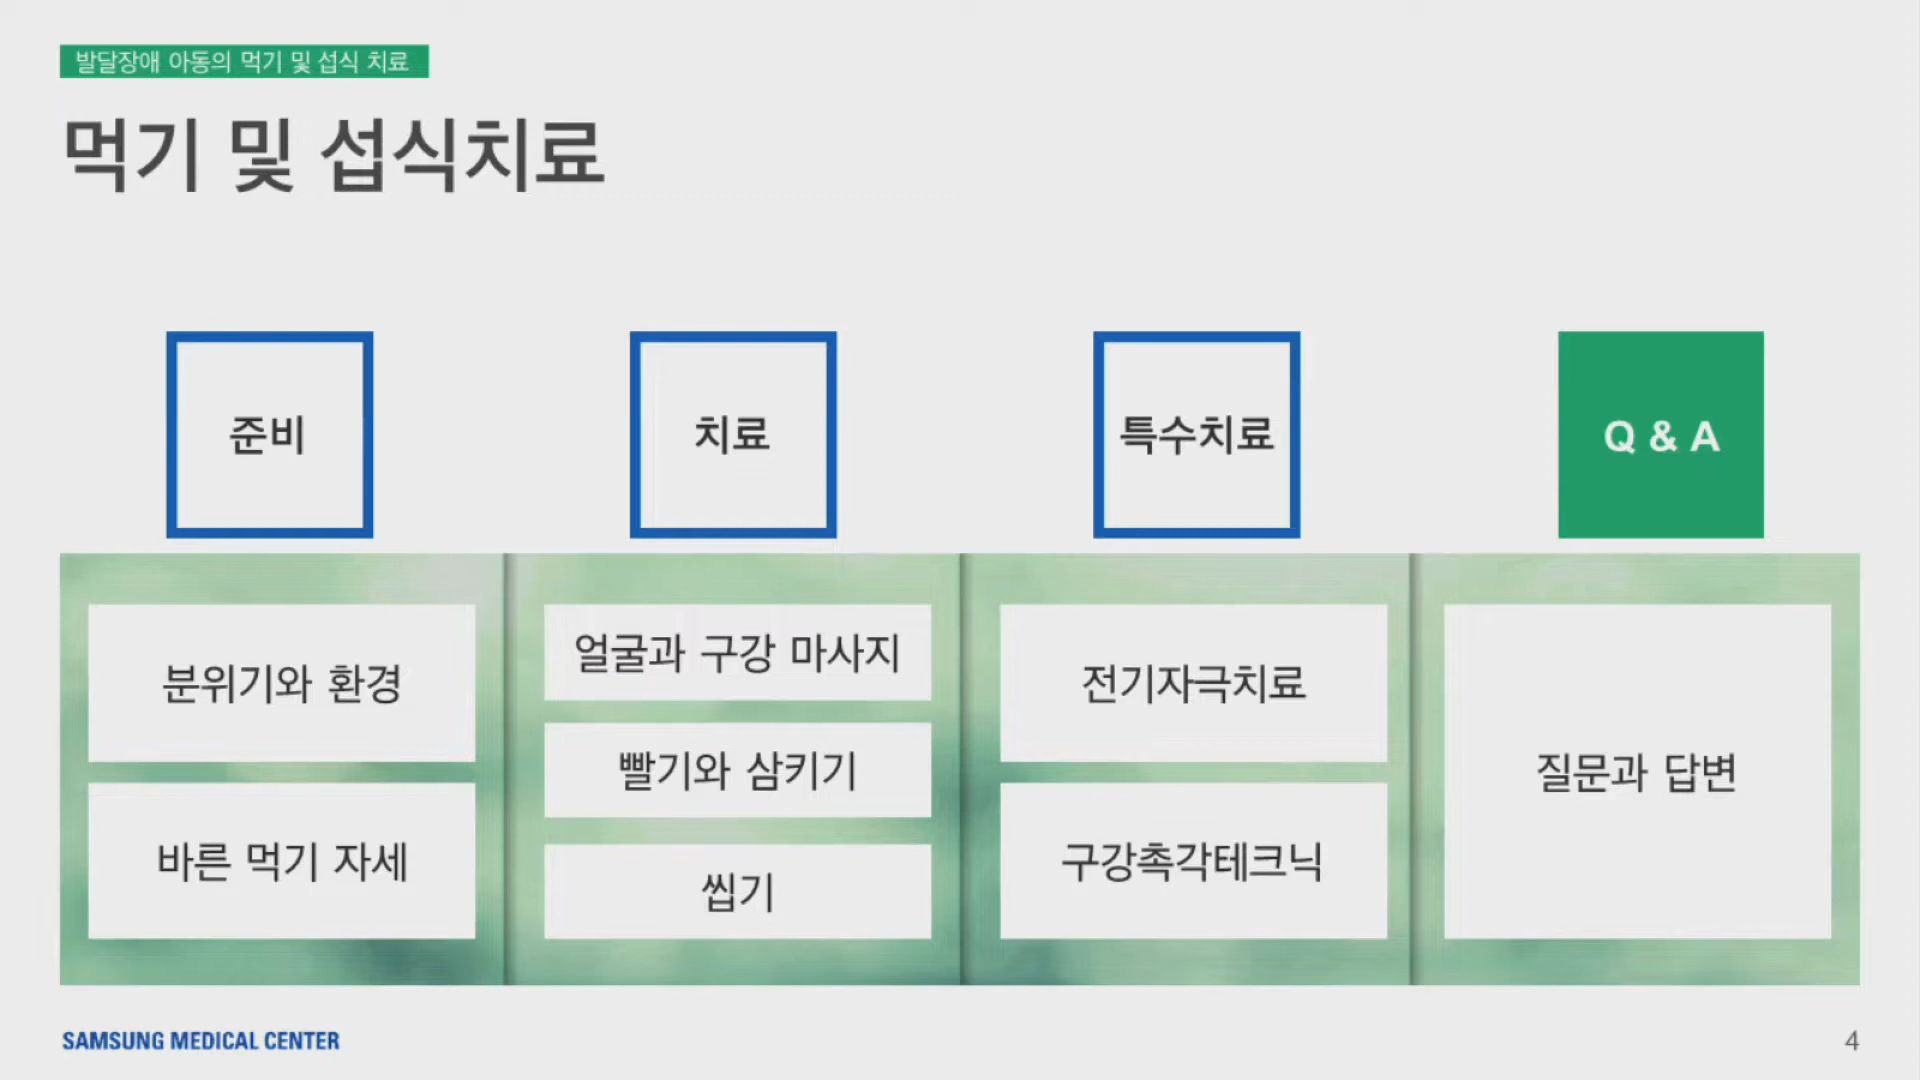 발달장애 아동의 먹기 및 섭식 치료
먹기 및 섭식치료
준비
치료
특수치료
Q & A
분위기와 환경
바른 먹기 자세
얼굴과 구강 마사지
빨기와 삼키기
씹기
전기자극치료
구강촉각테크닉
질문과 답변
SAMSUNG MEDICAL CENTER
4